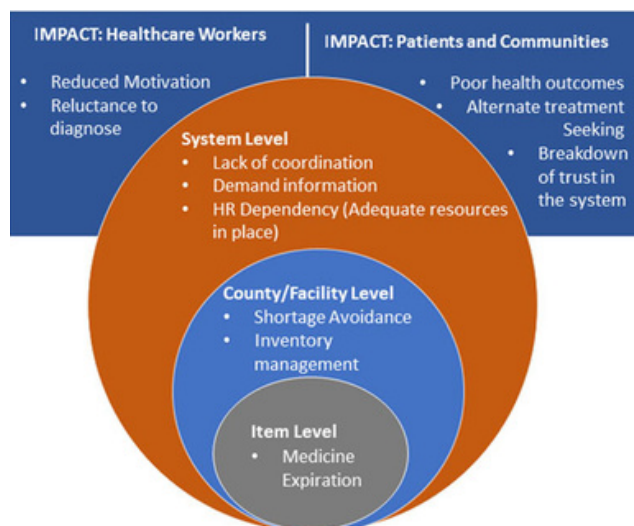 IMPACT: Healthcare Workers
• Reduced Motivation
• Reluctance to
diagnose
IMPACT: Patients and Communities
• Poor health outcomes
• Alternate treatment
Seeking
• Breakdown
of trust in
the system
System Level
• Lack of coordination
• Demand information
• HR Dependency (Adequate resources
in place)
County/Facility Level
• Shortage Avoidance
• Inventory
management
Item Level
• Medicine
Expiration